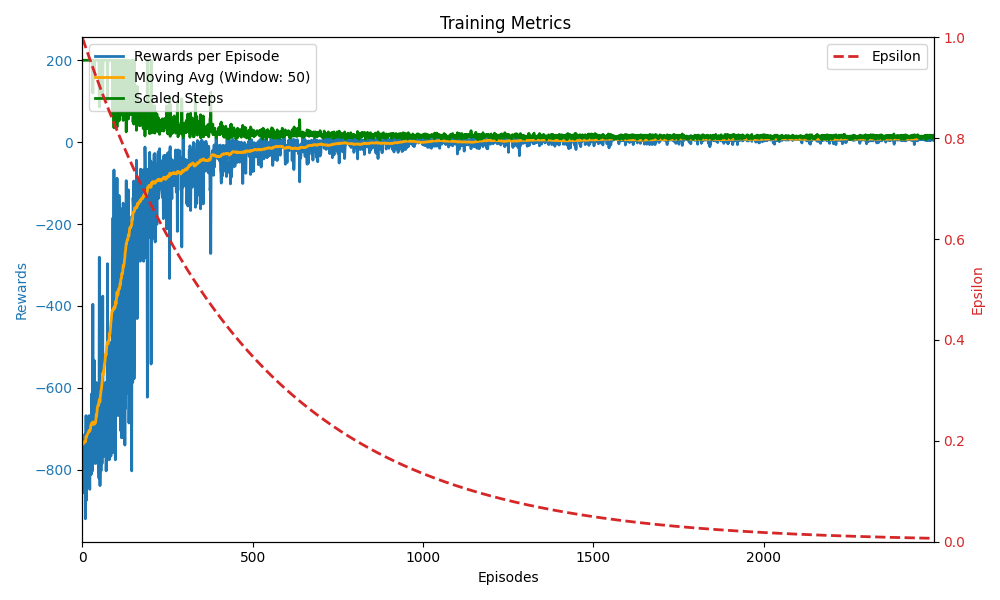 Training Metrics
Rewards per Episode
Moving Avg (Window: 50)
Scaled Steps
Epsilon
200
0
−200
−400
−600
−800
Rewards
1.0
0.8
0.6
0.4
0.2
0.0
Epsilon
0
500
1000
1500
2000
Episodes